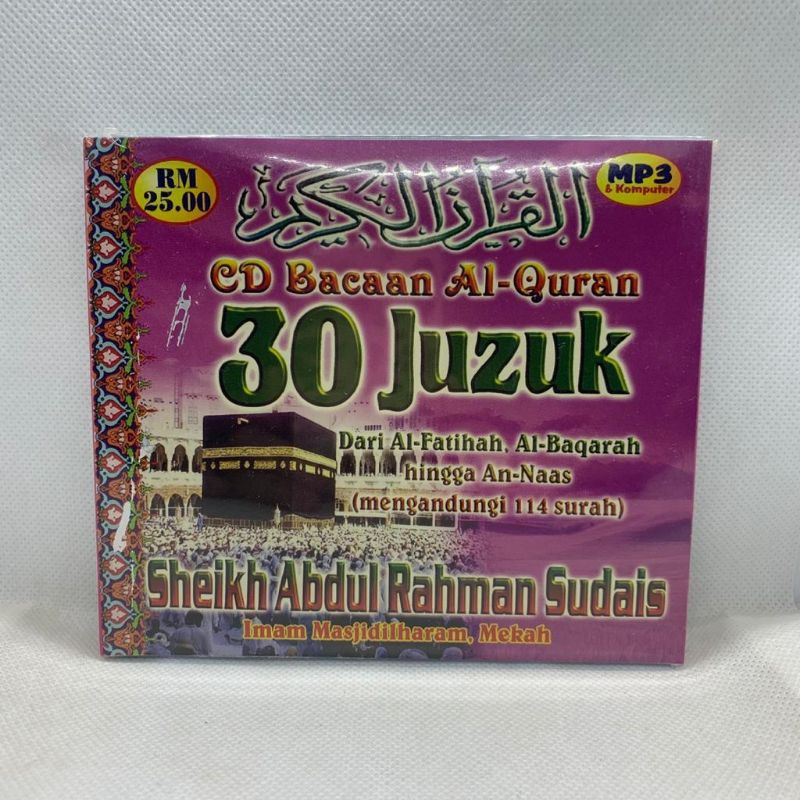 RM
25.00
القرآن الكريم
MP3
& Komputer
CD Bacaan Al-Quran
30 Juzuk
Dari Al-Fatihah, Al-Baqarah
hingga An-Naas
(mengandungi 114 surah)
Sheikh Abdul Rahman Sudais
Imam Masjidilharam, Mekah